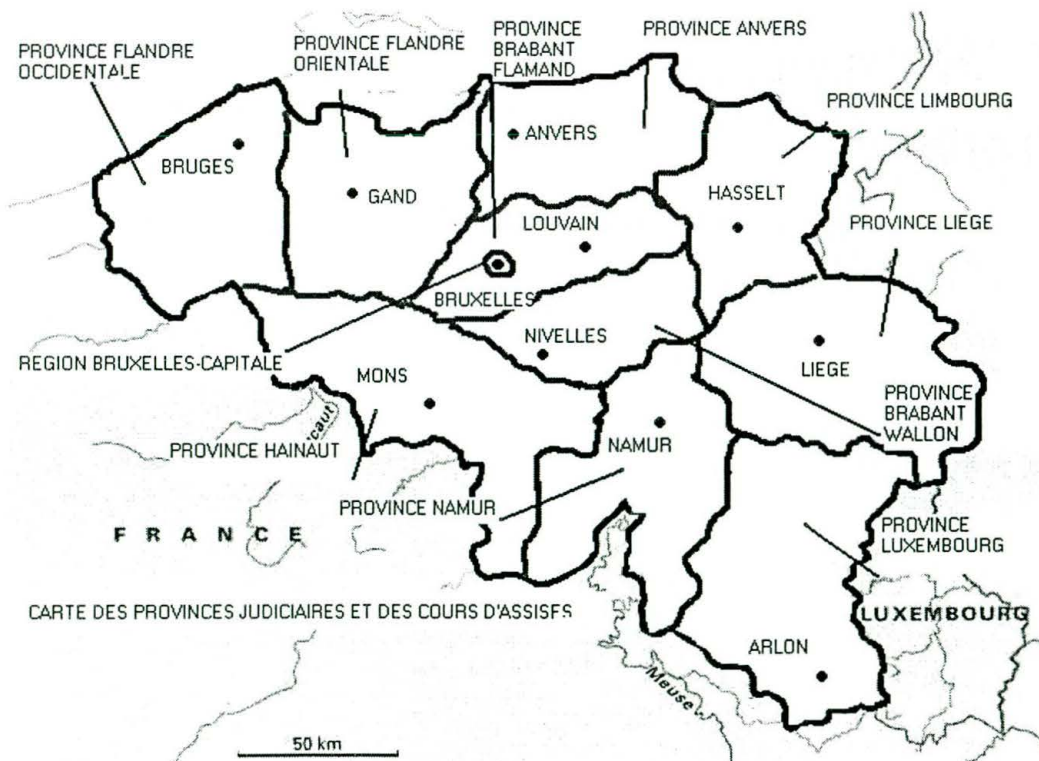 PROVINCE FLANDRE
OCCIDENTALE
PROVINCE FLANDRE
ORIENTALE
PROVINCE
BRABANT
FLAMAND
PROVINCE ANVERS
PROVINCE LIMBOURG
BRUGES
GAND
ANVERS
HASSELT
LOUVAIN
PROVINCE LIEGE
BRUXELLES
NIVELLES
REGION BRUXELLES-CAPITALE
MONS
LIEGE
PROVINCE
BRABANT
WALLON
caut
PROVINCE HAINAUT
NAMUR
PROVINCE NAMUR
FRANCE
PROVINCE
LUXEMBOURG
CARTE DES PROVINCES JUDICIAIRES ET DES COURS D'ASSISES
LUXEMBOURG
ARLON
Meuse
50 km